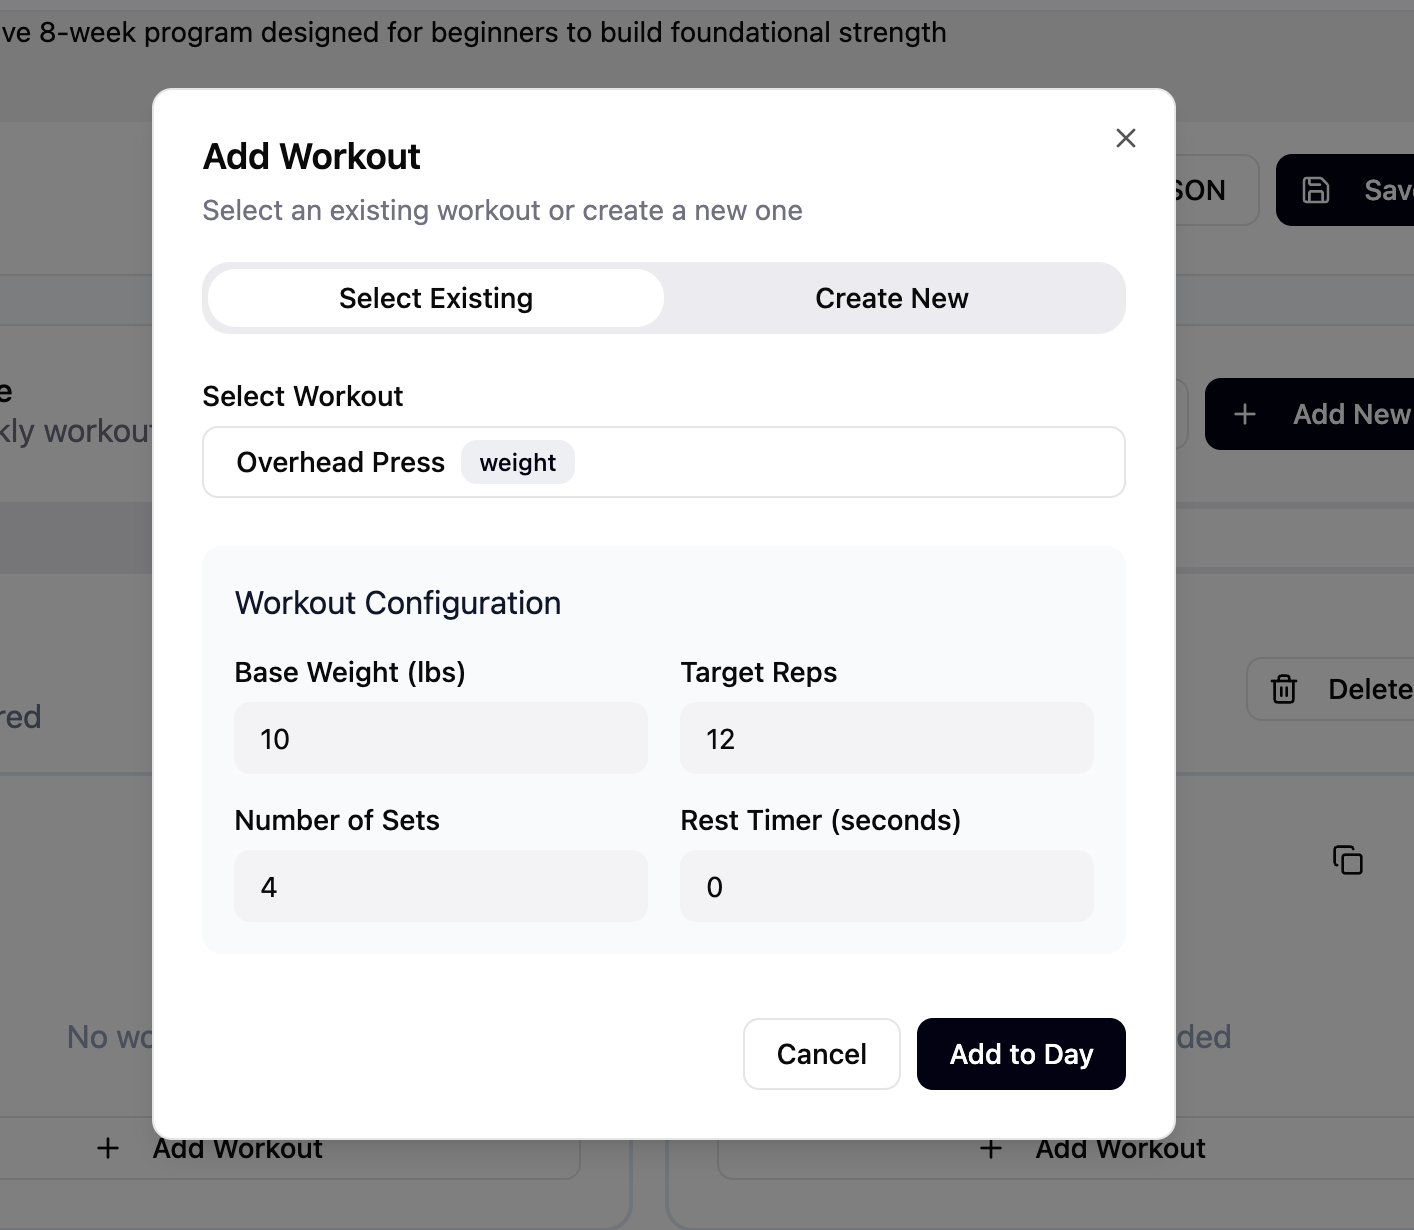 ve 8-week program designed for beginners to build foundational strength
Add Workout
Select an existing workout or create a new one
SON
Sav
Select Existing
Create New
e
Select Workout
kly workout
Add New
Overhead Press weight
Workout Configuration
Base Weight (lbs)
Target Reps
Delete
red
10
12
Number of Sets
Rest Timer (seconds)
4
0
No wo
ded
Cancel
Add to Day
Add Workout
Add Workout